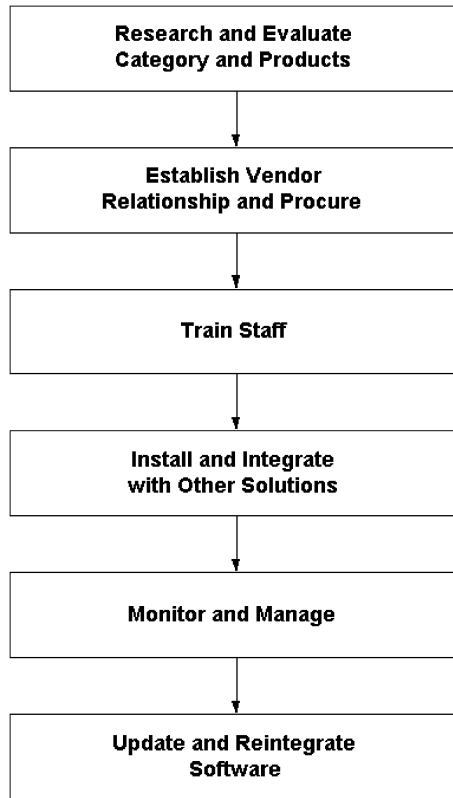 Research and Evaluate
Category and Products
Establish Vendor
Relationship and Procure
Train Staff
Install and Integrate
with Other Solutions
Monitor and Manage
Update and Reintegrate
Software